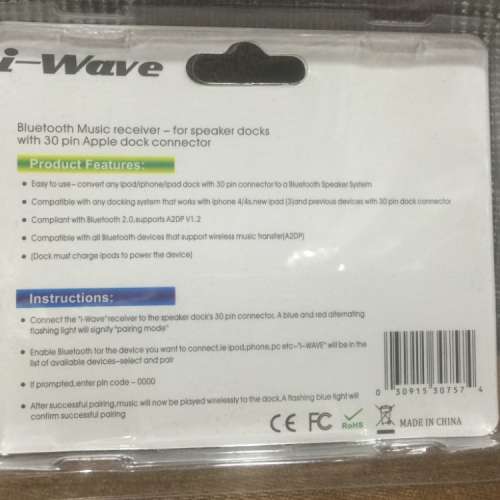 i-Wave
Bluetooth Music receiver – for speaker docks
with 30 pin Apple dock connector
Product Features:
• Easy to use – convert any ipod/iphone/ipad dock with 30 pin connector to a Bluetooth Speaker System
• Compatible with any docking system that works with iphone 4/4s,new ipad (3)and previous devices with 30 pin dock connector
• Compliant with Bluetooth 2.0,supports A2DP V1.2
• Compatible with all Bluetooth devices that support wireless music transfer(A2DP)
• (Dock must charge ipods to power the device)
Instructions:
• Connect the "i-Wave"receiver to the speaker dock's 30 pin connector. A blue and red alternating
flashing light will signify "pairing mode"
• Enable Bluetooth for the device you want to connect.ie ipod,phone,pc etc–"i–WAVE" will be in the
list of available devices–select and pair
• If prompted,enter pin code – 0000
• After successful pairing,music will now be played wirelessly to the dock.A flashing blue light will
confirm successful pairing
0 30915 30757 4
CE FC RoHS MADE IN CHINA